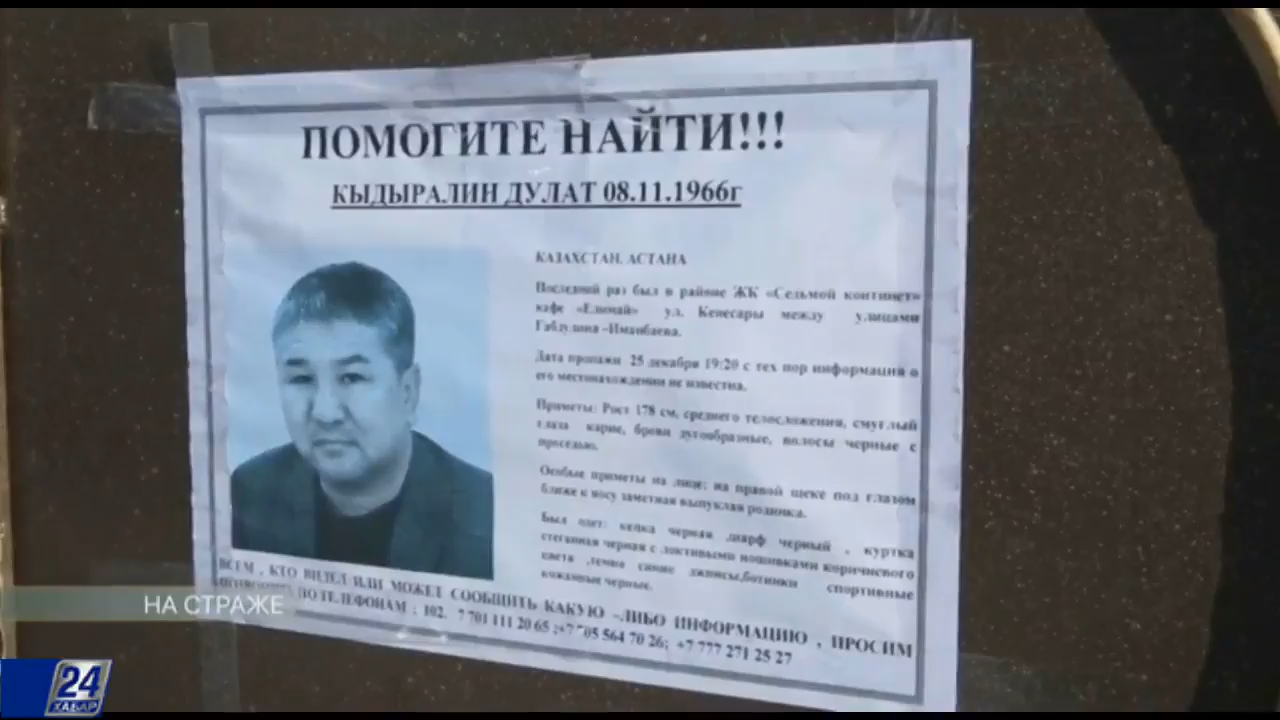 ПОМОГИТЕ НАЙТИ!!!
КЫДЫРАЛИН ДУЛАТ 08.11.1966г
КАЗАХСТАН. АСТАНА
Последний раз был в районе ЖК «Седьмой континет»
кафе ул. Кенесары между улицами
Габдулина -Иманбаева.
Дата пропажи 25 декабря 19:20 с тех пор информация о
его местонахождении не известна.
Приметы: Рост 178 см, среднего телосложения, смуглый
глаза карие, брови дугообразные, волосы черные с
проседью.
Особые приметы на лице: на правой щеке под глазом
ближе к носу заметная выпуклая родинка.
Был одет: кепка черная ,шарф черный , куртка
стеганная черная с локтивыми нашивками коричневого
цвета ,темно синие джинсы,ботинки спортивные
кожанные черные.
ВСЕМ , КТО ВИДЕЛ ИЛИ МОЖЕТ СООБЩИТЬ КАКУЮ -ЛИБО ИНФОРМАЦИЮ , ПРОСИМ
ПО ТЕЛЕФОНАМ : 102. 7 701 111 20 65 ;+7 705 564 70 26; +7 777 271 25 27
НА СТРАЖЕ
24
ХАБАР